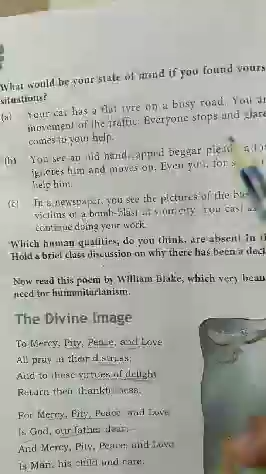 What would be your state of mind if you found yours
situations?
(a) Your car has a flat tyre on a busy road. You ar
movement of the traffic. Everyone stops and glare
comes to your help.
(b) You see an old handicapped beggar plead
ignores him and moves on. Even you, for
help him.
(c) In a newspaper, you see the pictures of the
victims of a bomb-blast in your city. You cast
continue doing your work.
Which human qualities, do you think, are absent in
Hold a brief class discussion on why there has been a decl
Now read this poem by William Blake, which very beau
need for humanitarianism.
The Divine Image
To Mercy, Pity, Peace, and Love
All pray in their distress;
And to these virtues of delight
Return their thankfulness.
For Mercy, Pity, Peace and Love
Is God, our father dear,
And Mercy, Pity, Peace, and Love
Is Man, his child and care.